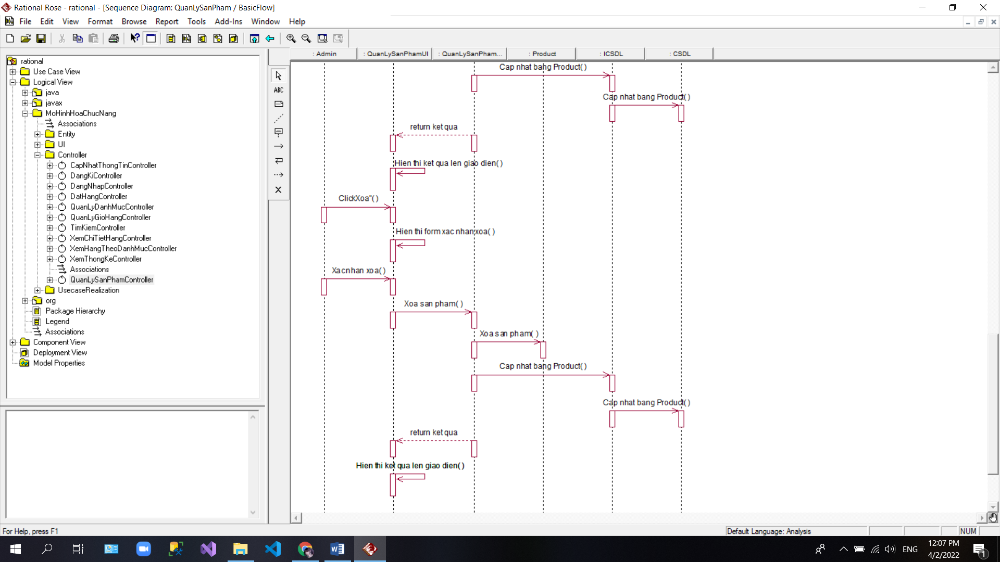 Rational Rose - rational - [Sequence Diagram: QuanLySanPham / BasicFlow]
File Edit View Format Browse Report Tools Add-Ins Window Help
rational
Use Case View
Logical View
java
javax
MoHinhHoaChucNang
Associations
Entity
UI
Controller
CapNhatThongTinController
DangKiController
DangNhapController
DatHangController
QuanLyDanhMucController
QuanLyGioHangController
TimKiemController
XemChiTietHangController
XemHangTheoDanhMucController
XemThongKeController
Associations
QuanLySanPhamController
UsecaseRealization
org
Package Hierarchy
Legend
Associations
Component View
Deployment View
Model Properties
ABC
: Admin : QuanLySanPhamUI : QuanLySanPham... : Product : ICSDL : CSDL
Cap nhat bang Product( )
Cap nhat bang Product( )
return ket qua
Hien thi ket qua len giao dien( )
ClickXoa"( )
Hien thi form xac nhan xoa( )
Xac nhan xoa( )
Xoa san pham( )
Xoa san pham( )
Cap nhat bang Product( )
Cap nhat bang Product( )
return ket qua
Hien thi ket qua len giao dien( )
For Help, press F1
Default Language: Analysis
NUM
ENG
12:07 PM
4/2/2022
1